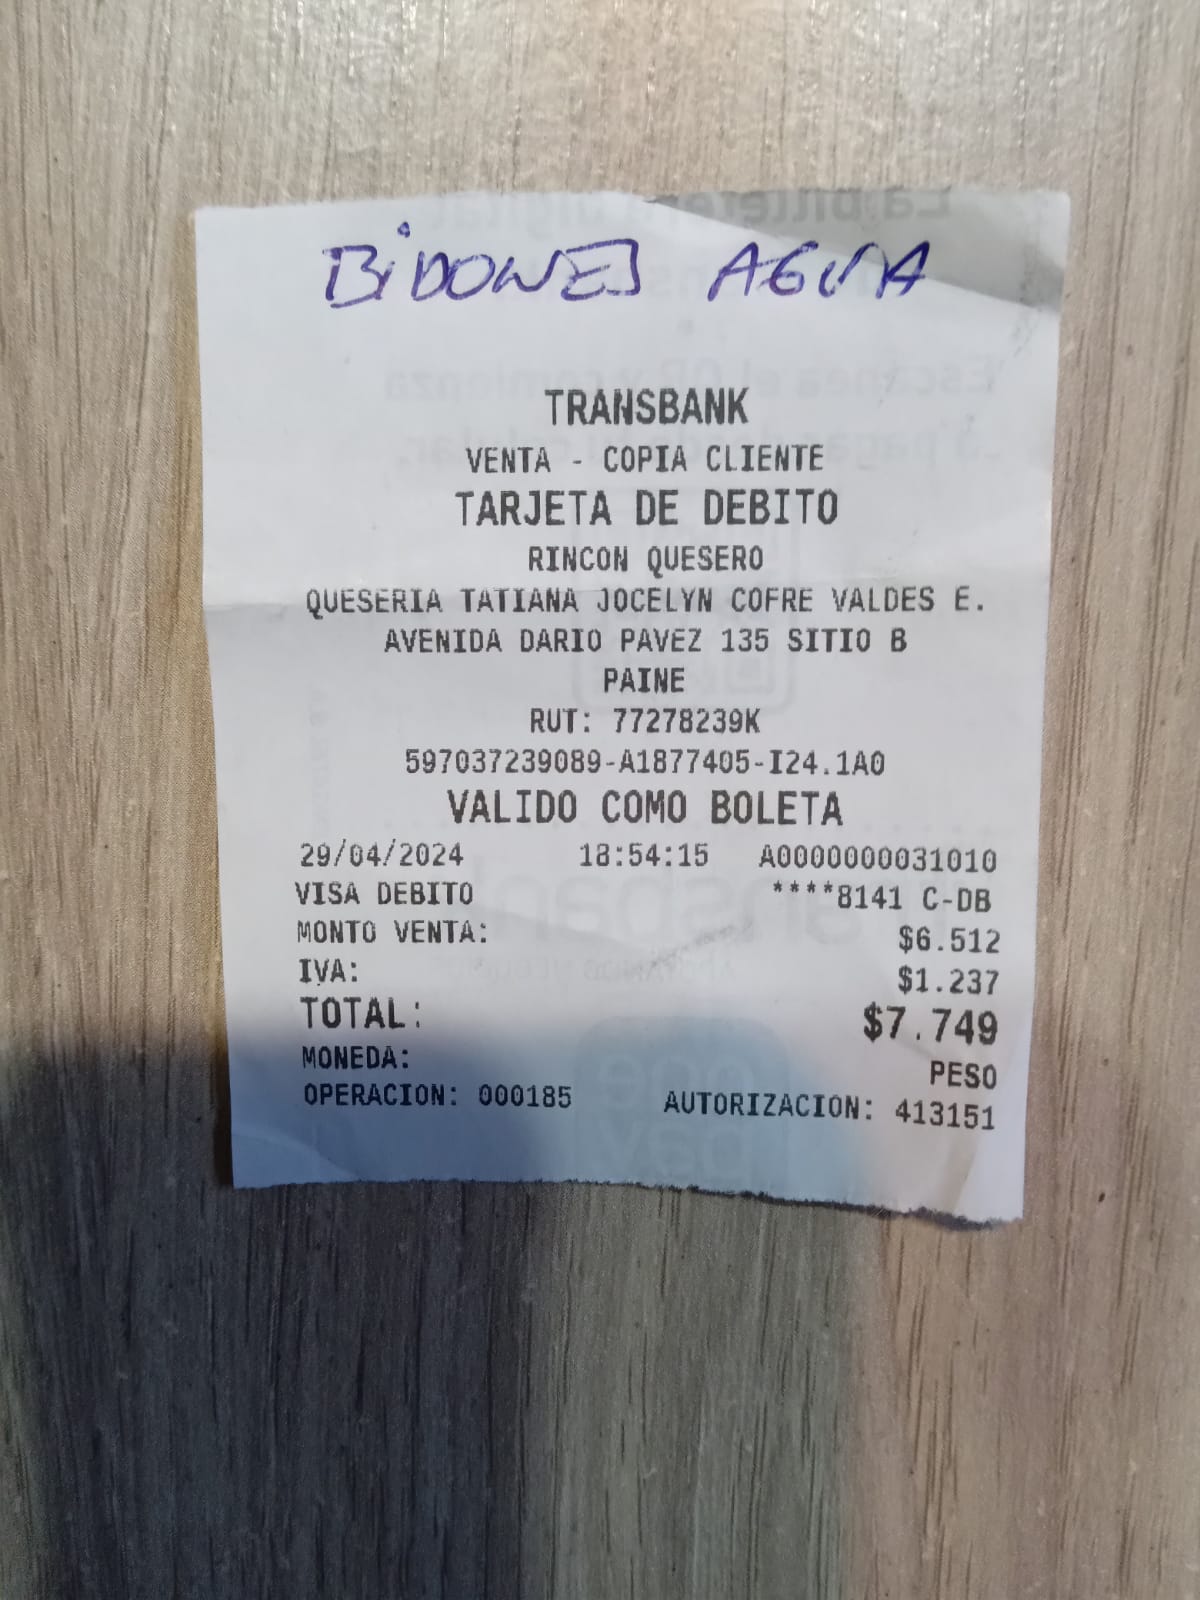 BiDONES AGUA
TRANSBANK
VENTA - COPIA CLIENTE
TARJETA DE DEBITO
RINCON QUESERO
QUESERIA TATIANA JOCELYN COFRE VALDES E.
AVENIDA DARIO PAVEZ 135 SITIO B
PAINE
RUT: 77278239K
597037239089-A1877405-I24.1A0
VALIDO COMO BOLETA
29/04/2024 18:54:15 A0000000031010
VISA DEBITO ****8141 C-DB
MONTO VENTA: $6.512
IVA: $1.237
TOTAL: $7.749
MONEDA: PESO
OPERACION: 000185 AUTORIZACION: 413151